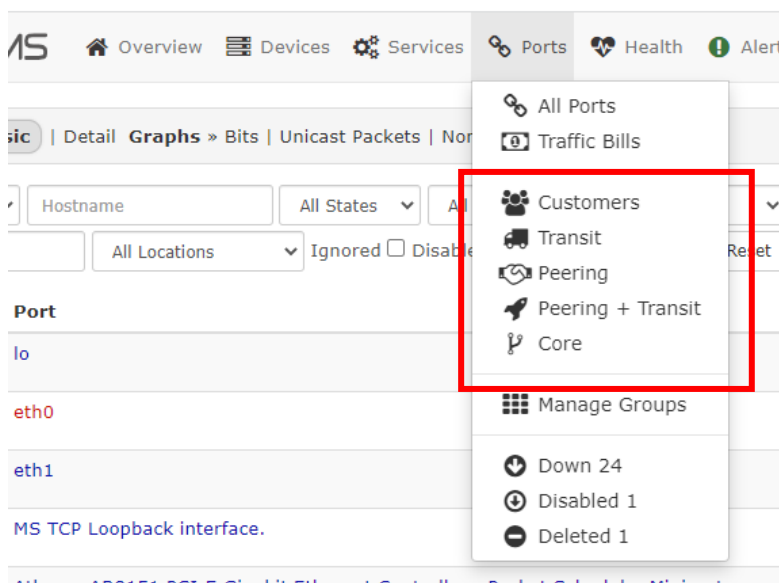 MS Overview Devices Services Ports Health Alert
All Ports
| Detail Graphs » Bits | Unicast Packets |
Traffic Bills
Hostname All States All
Customers
All Locations Ignored Disable Reset
Transit
Peering
Port
Peering + Transit
lo
Core
eth0
Manage Groups
eth1
Down 24
Disabled 1
MS TCP Loopback interface.
Deleted 1